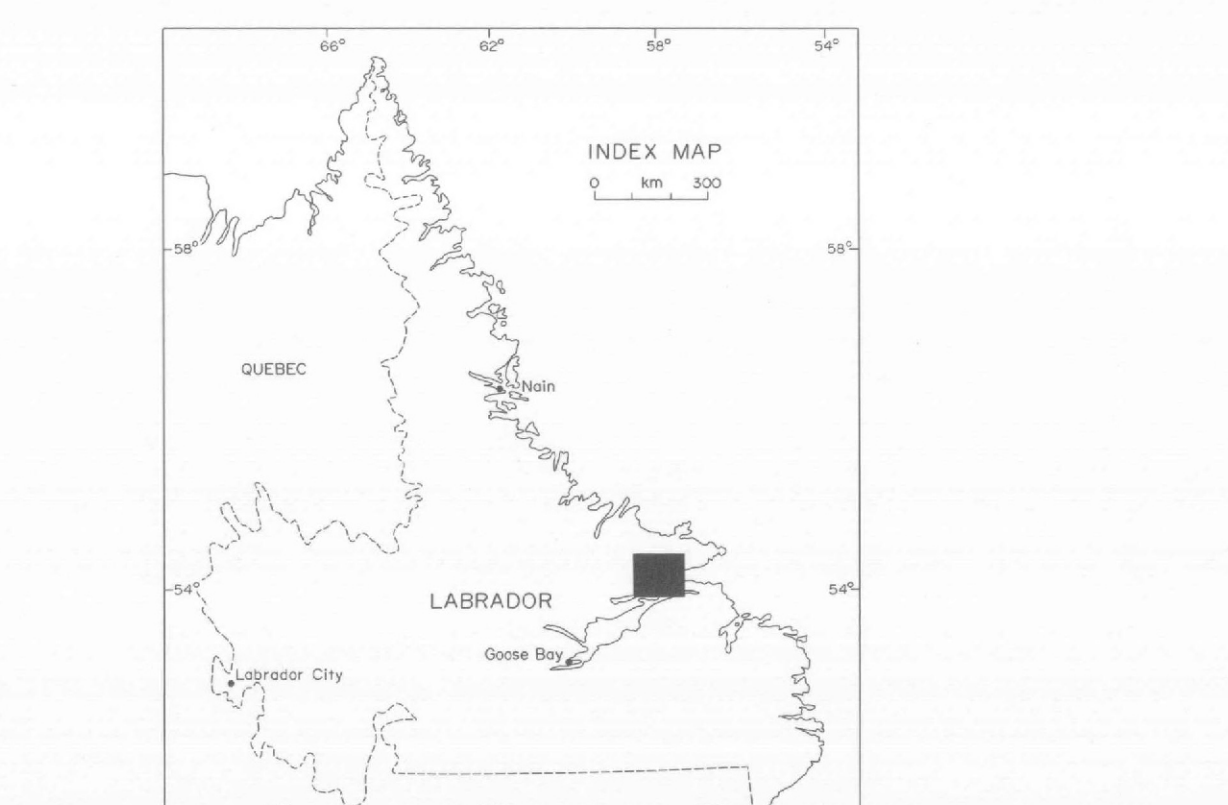 66° 62° 58° 54°
INDEX MAP
0 km 300
58° 58°
QUEBEC
Nain
54° 54°
LABRADOR
Goose Bay
Labrador City